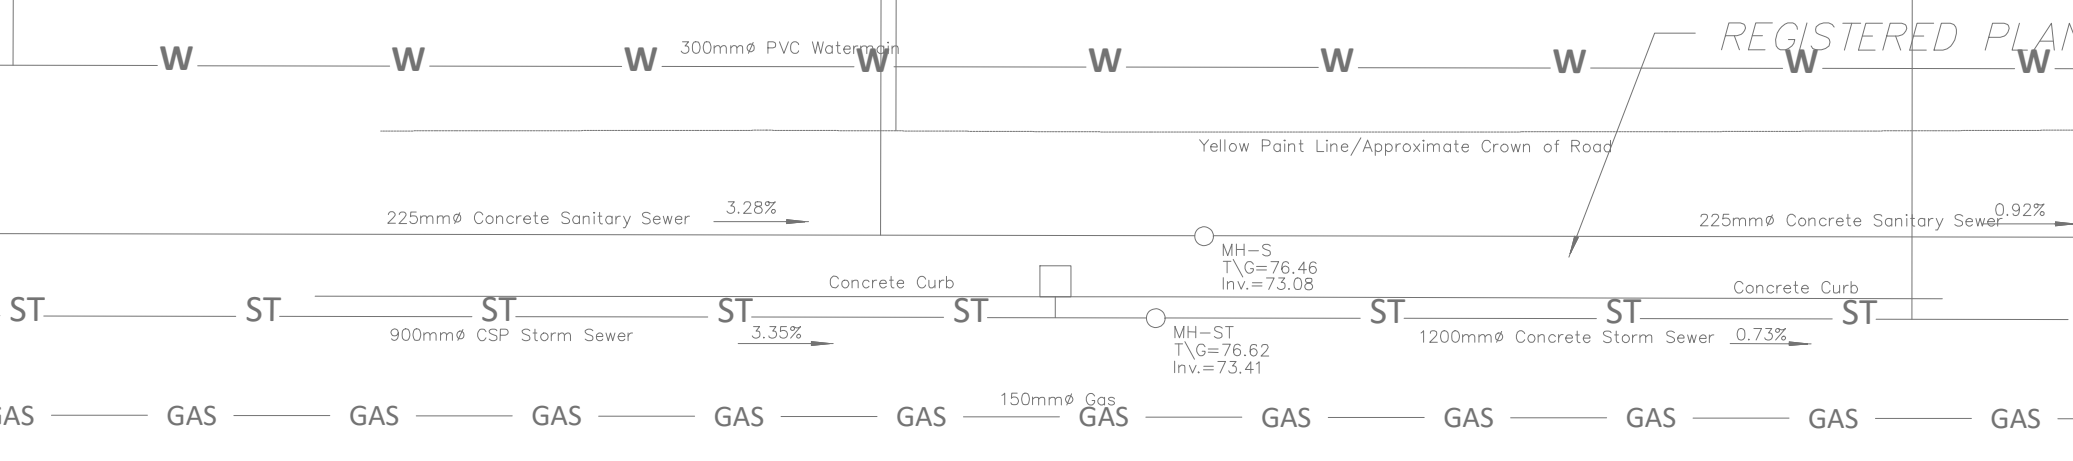 REGISTERED PLAN
300mmø PVC Watermain
W W W W W W W W W
Yellow Paint Line/Approximate Crown of Road
225mmø Concrete Sanitary Sewer 3.28%
225mmø Concrete Sanitary Sewer 0.92%
MH-S
T\G=76.46
Inv.=73.08
Concrete Curb
Concrete Curb
ST ST ST ST ST ST ST ST
900mmø CSP Storm Sewer 3.35%
MH-ST
T\G=76.62
Inv.=73.41
1200mmø Concrete Storm Sewer 0.73%
150mmø Gas
GAS GAS GAS GAS GAS GAS GAS GAS GAS GAS GAS GAS